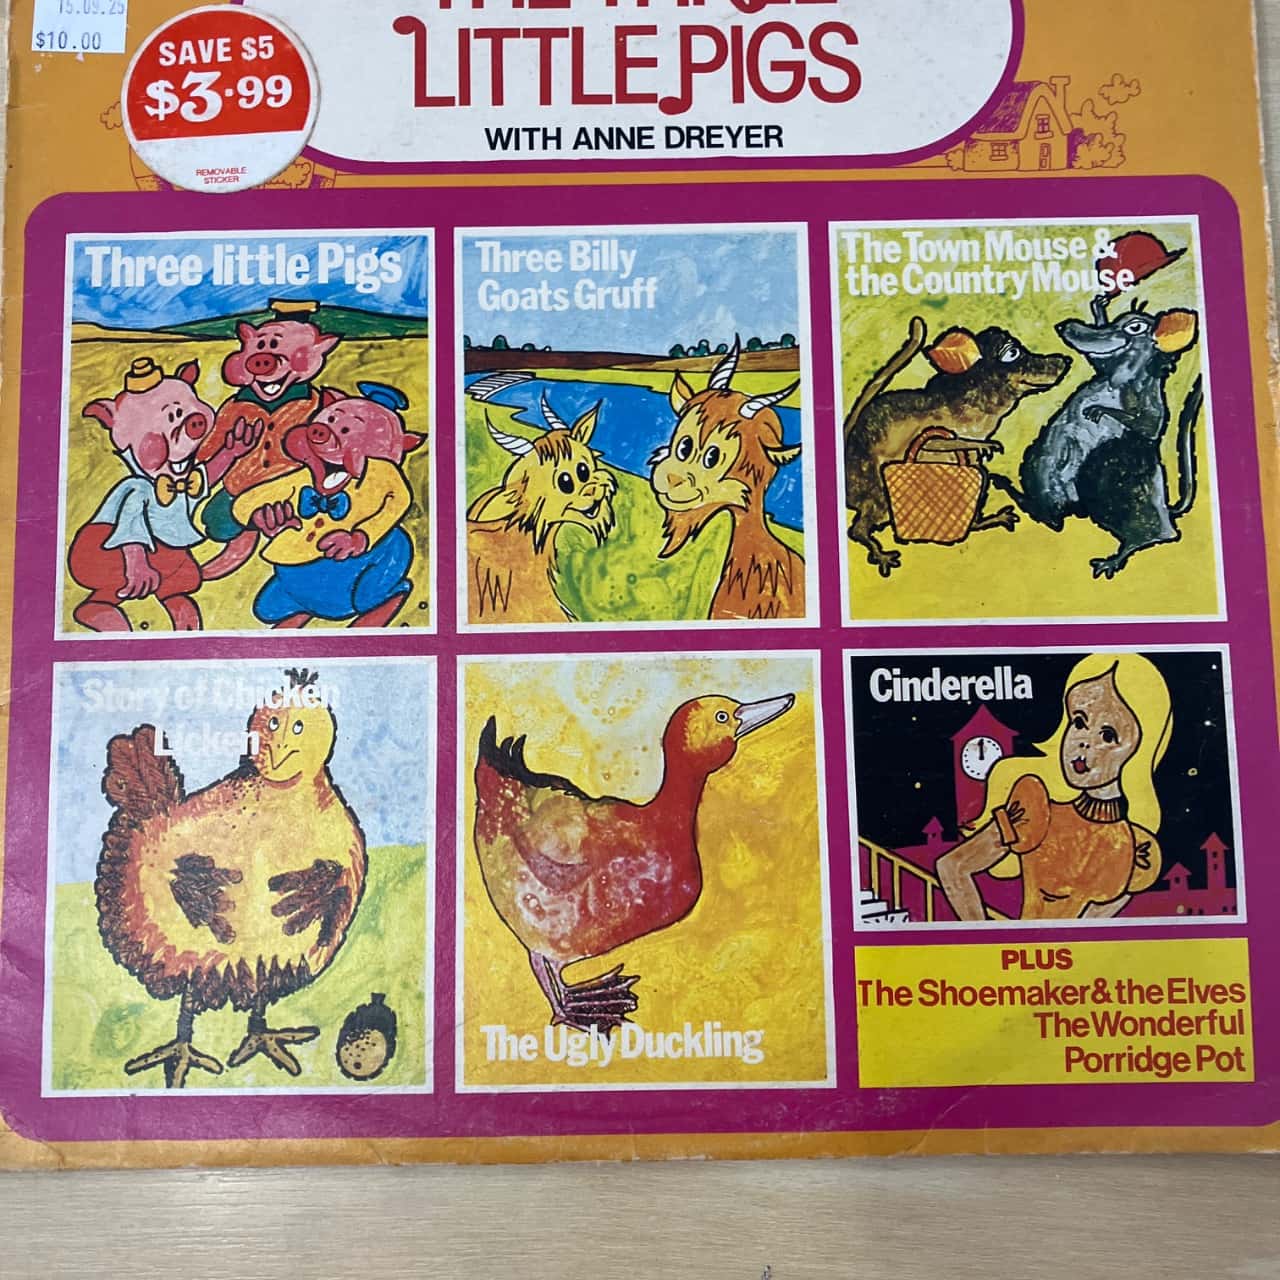 15.09.25
$10.00
SAVE $5
$3.99
REMOVABLE
STICKER
THE THREE
LITTLE PIGS
WITH ANNE DREYER
Three little Pigs
Three Billy
Goats Gruff
The Town Mouse &
the Country Mouse
Story of Chicken
Licken
The Ugly Duckling
Cinderella
PLUS
The Shoemaker & the Elves
The Wonderful
Porridge Pot